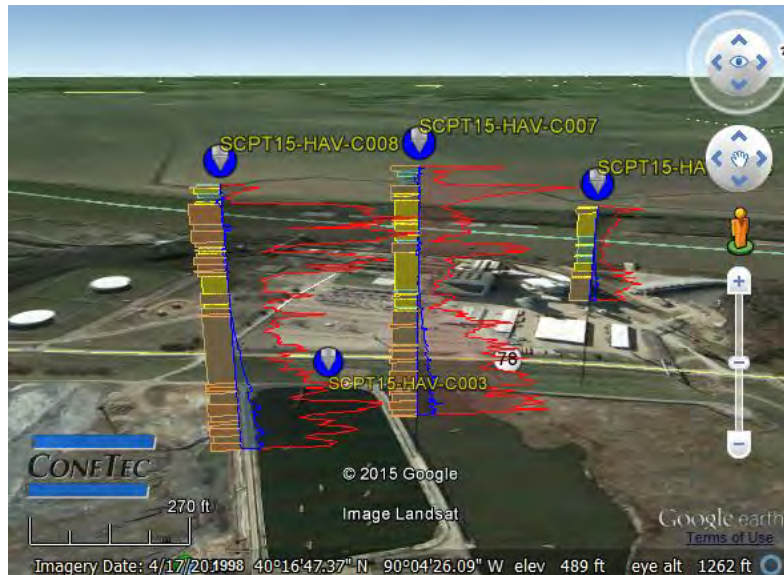 SCPT15-HAV-C007
SCPT15-HAV-C008
SCPT15-HA
78
SCPT15-HAV-C003
CONETEC
© 2015 Google
270 ft
Image Landsat
Google earth
Terms of Use
Imagery Date: 4/17/20 1998 40°16'47.37" N 90°04'26.09" W elev 489 ft eye alt 1262 ft